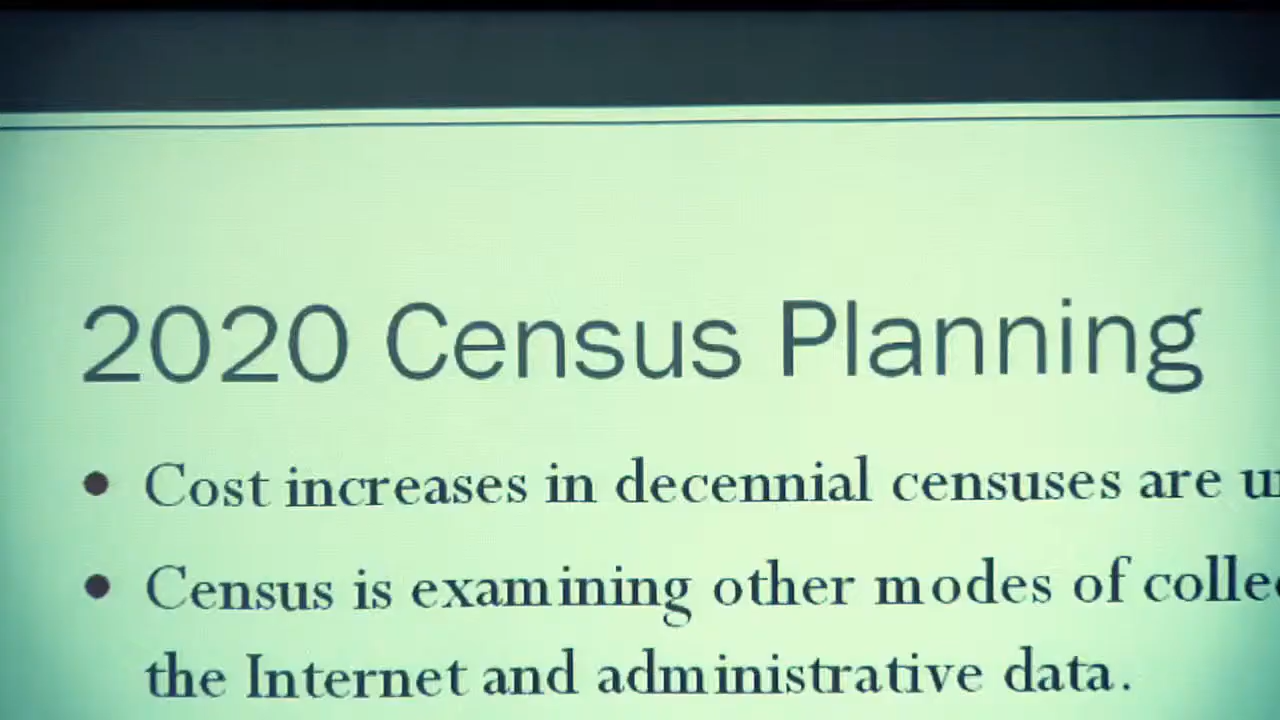 2020 Census Planning
Cost increases in decennial censuses are
Census is examining other modes of
the Internet and administrative data.